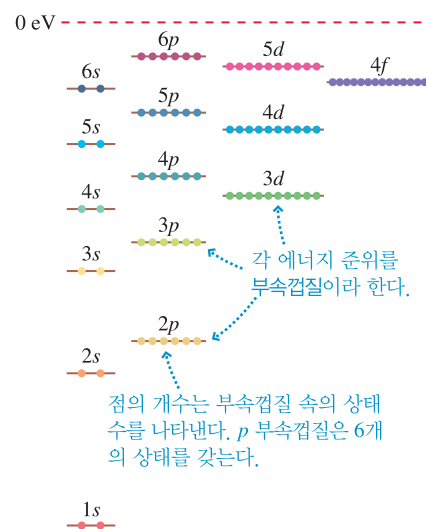 0 eV
6p
5d
4f
6s
5p
4d
5s
4p
3d
4s
3p
3s
각 에너지 준위를
부속껍질이라 한다.
2p
2s
점의 개수는 부속껍질 속의 상태
수를 나타낸다. p 부속껍질은 6개
의 상태를 갖는다.
1s